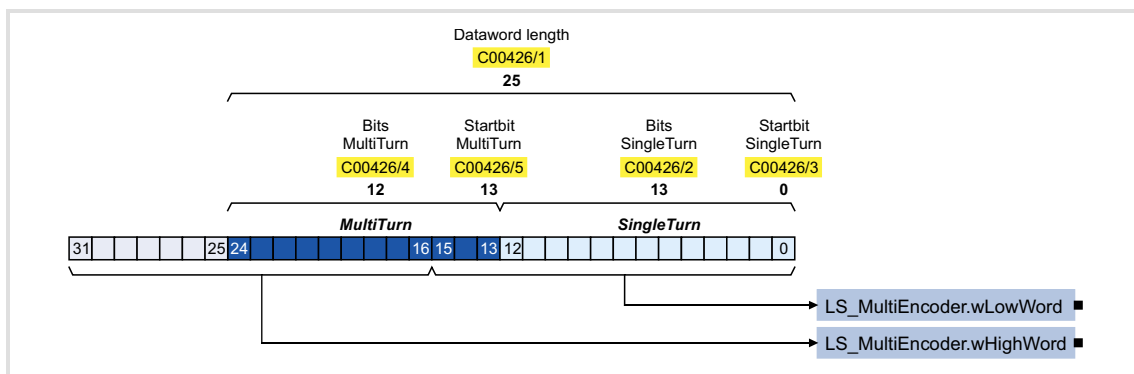 Dataword length
C00426/1
25
Bits Startbit Bits Startbit
MultiTurn MultiTurn SingleTurn SingleTurn
C00426/4 C00426/5 C00426/2 C00426/3
12 13 13 0
MultiTurn SingleTurn
31 25 24 16 15 13 12 0
LS_MultiEncoder.wLowWord
LS_MultiEncoder.wHighWord